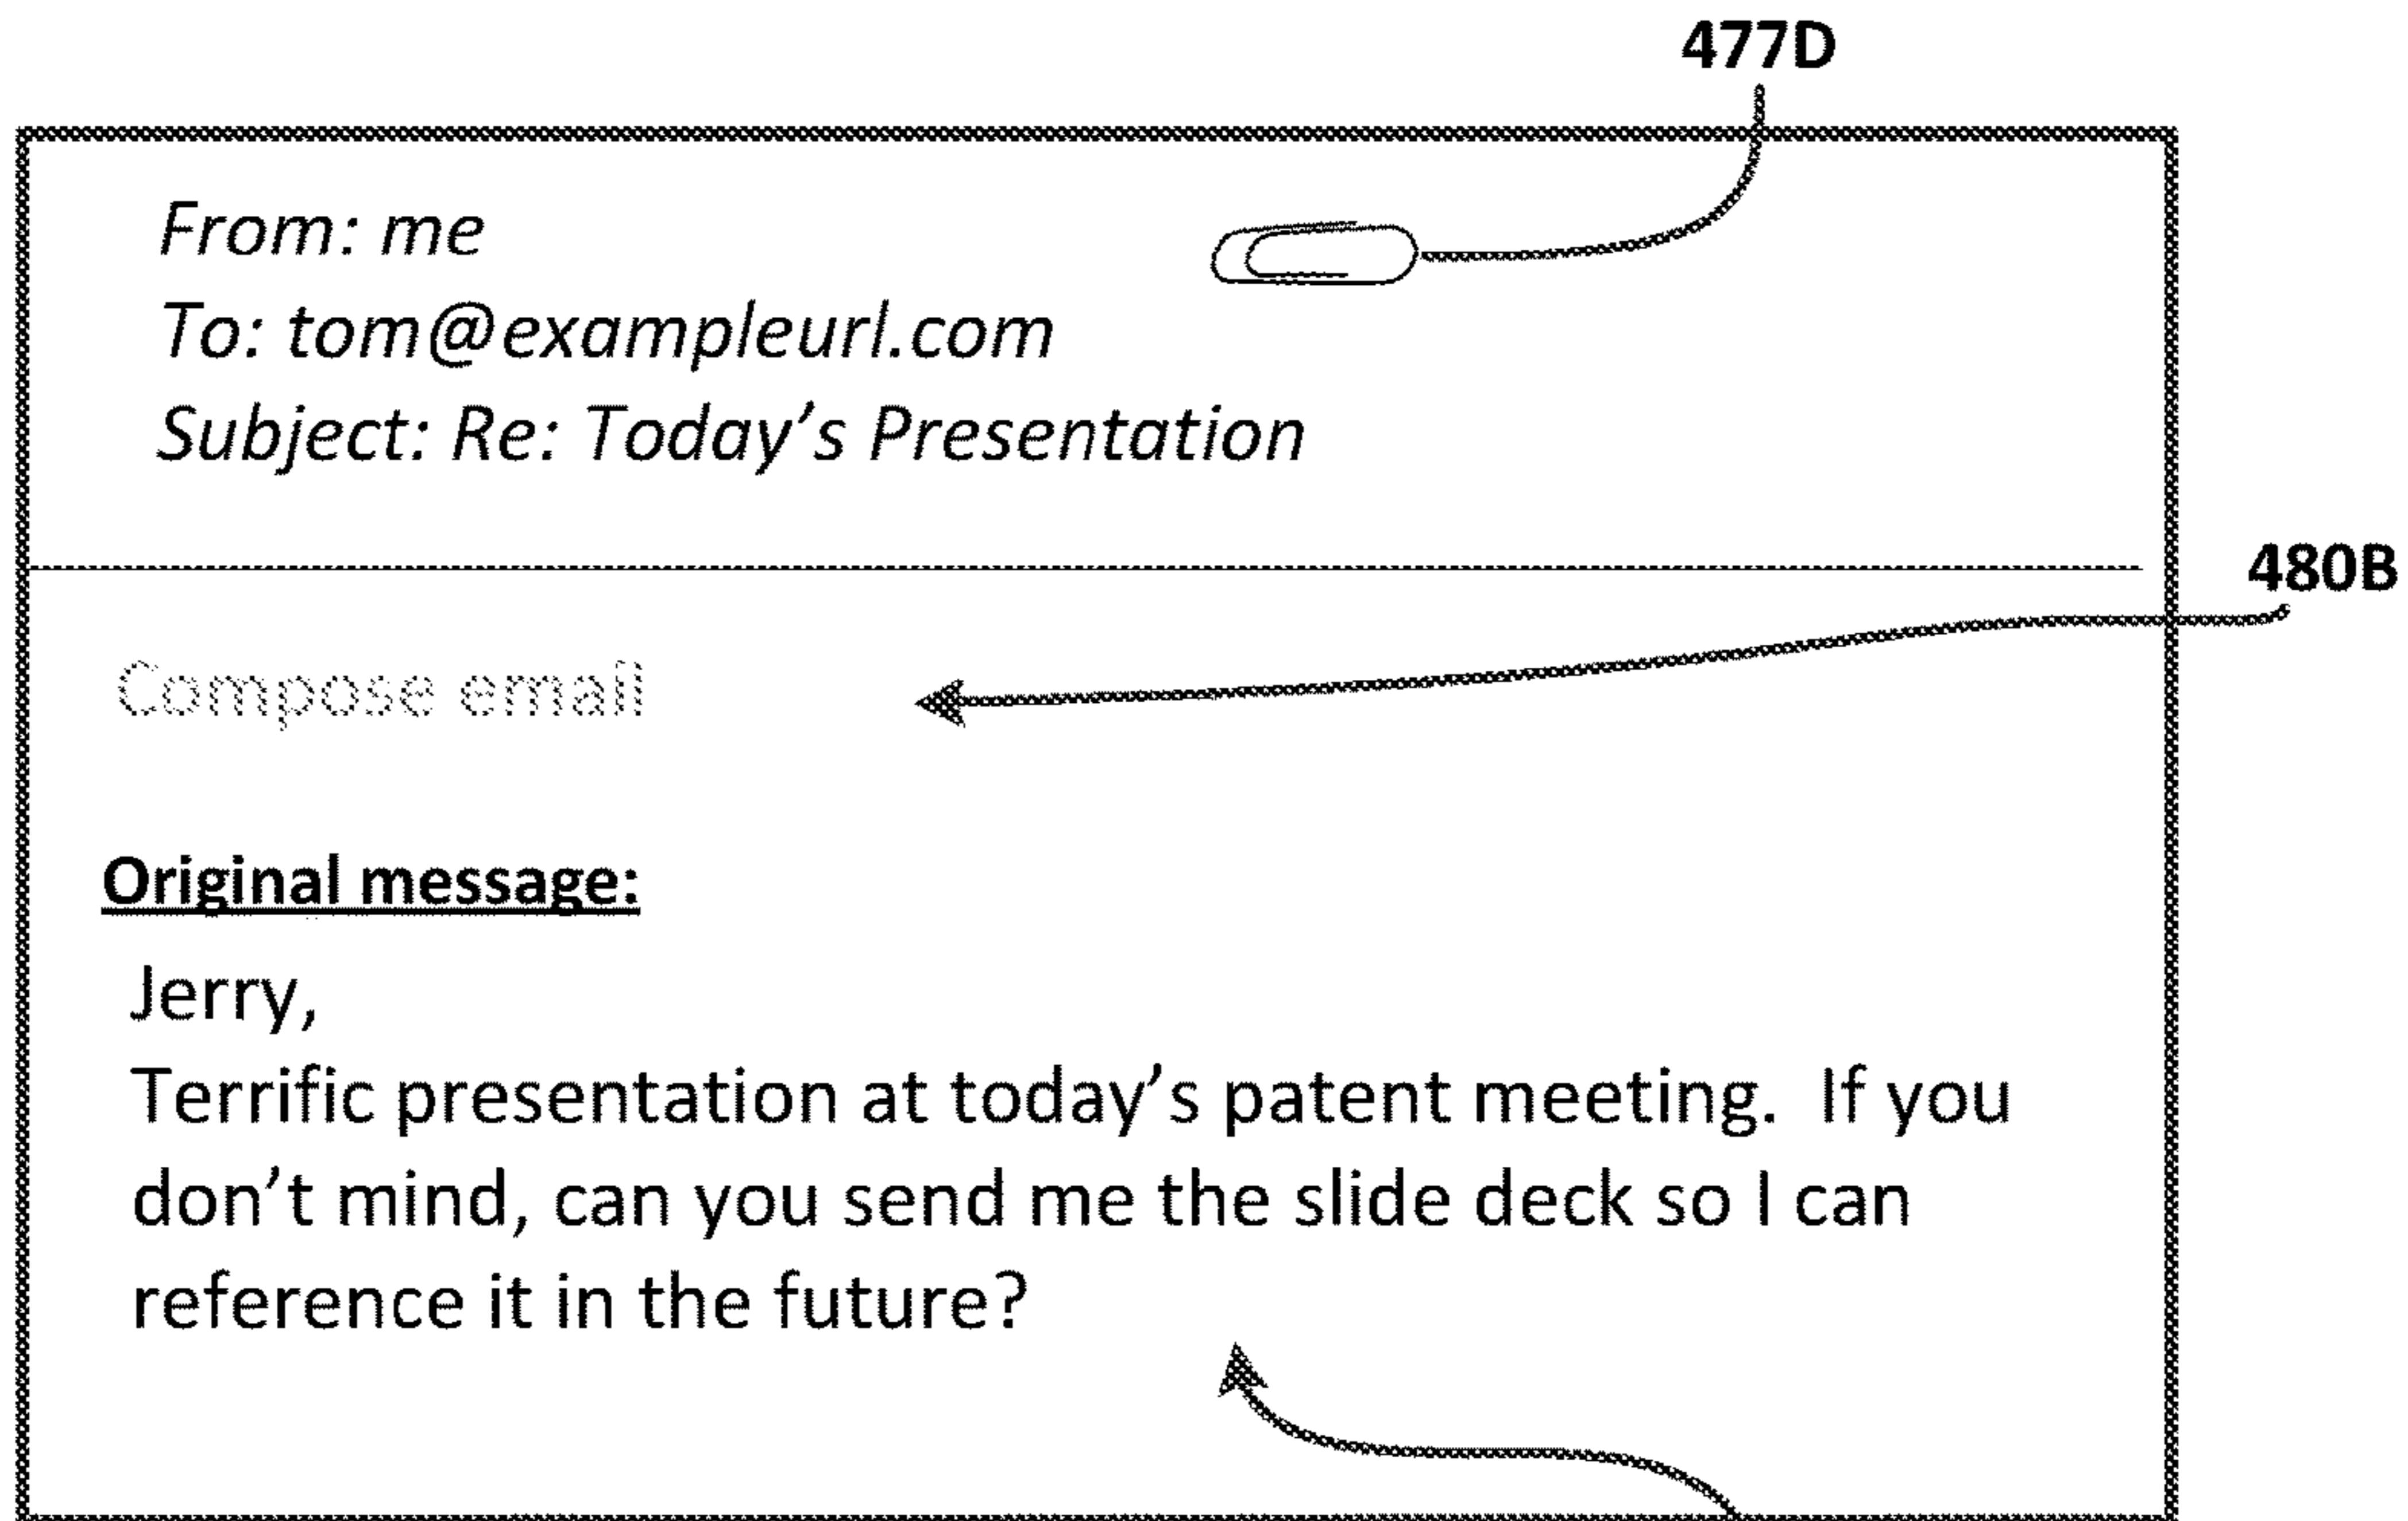 477D
From: me
To: tom@exampleurl.com
Subject: Re: Today's Presentation
480B
Compose email
Original message:
Jerry,
Terrific presentation at today's patent meeting.  If you
don't mind, can you send me the slide deck so I can
reference it in the future?